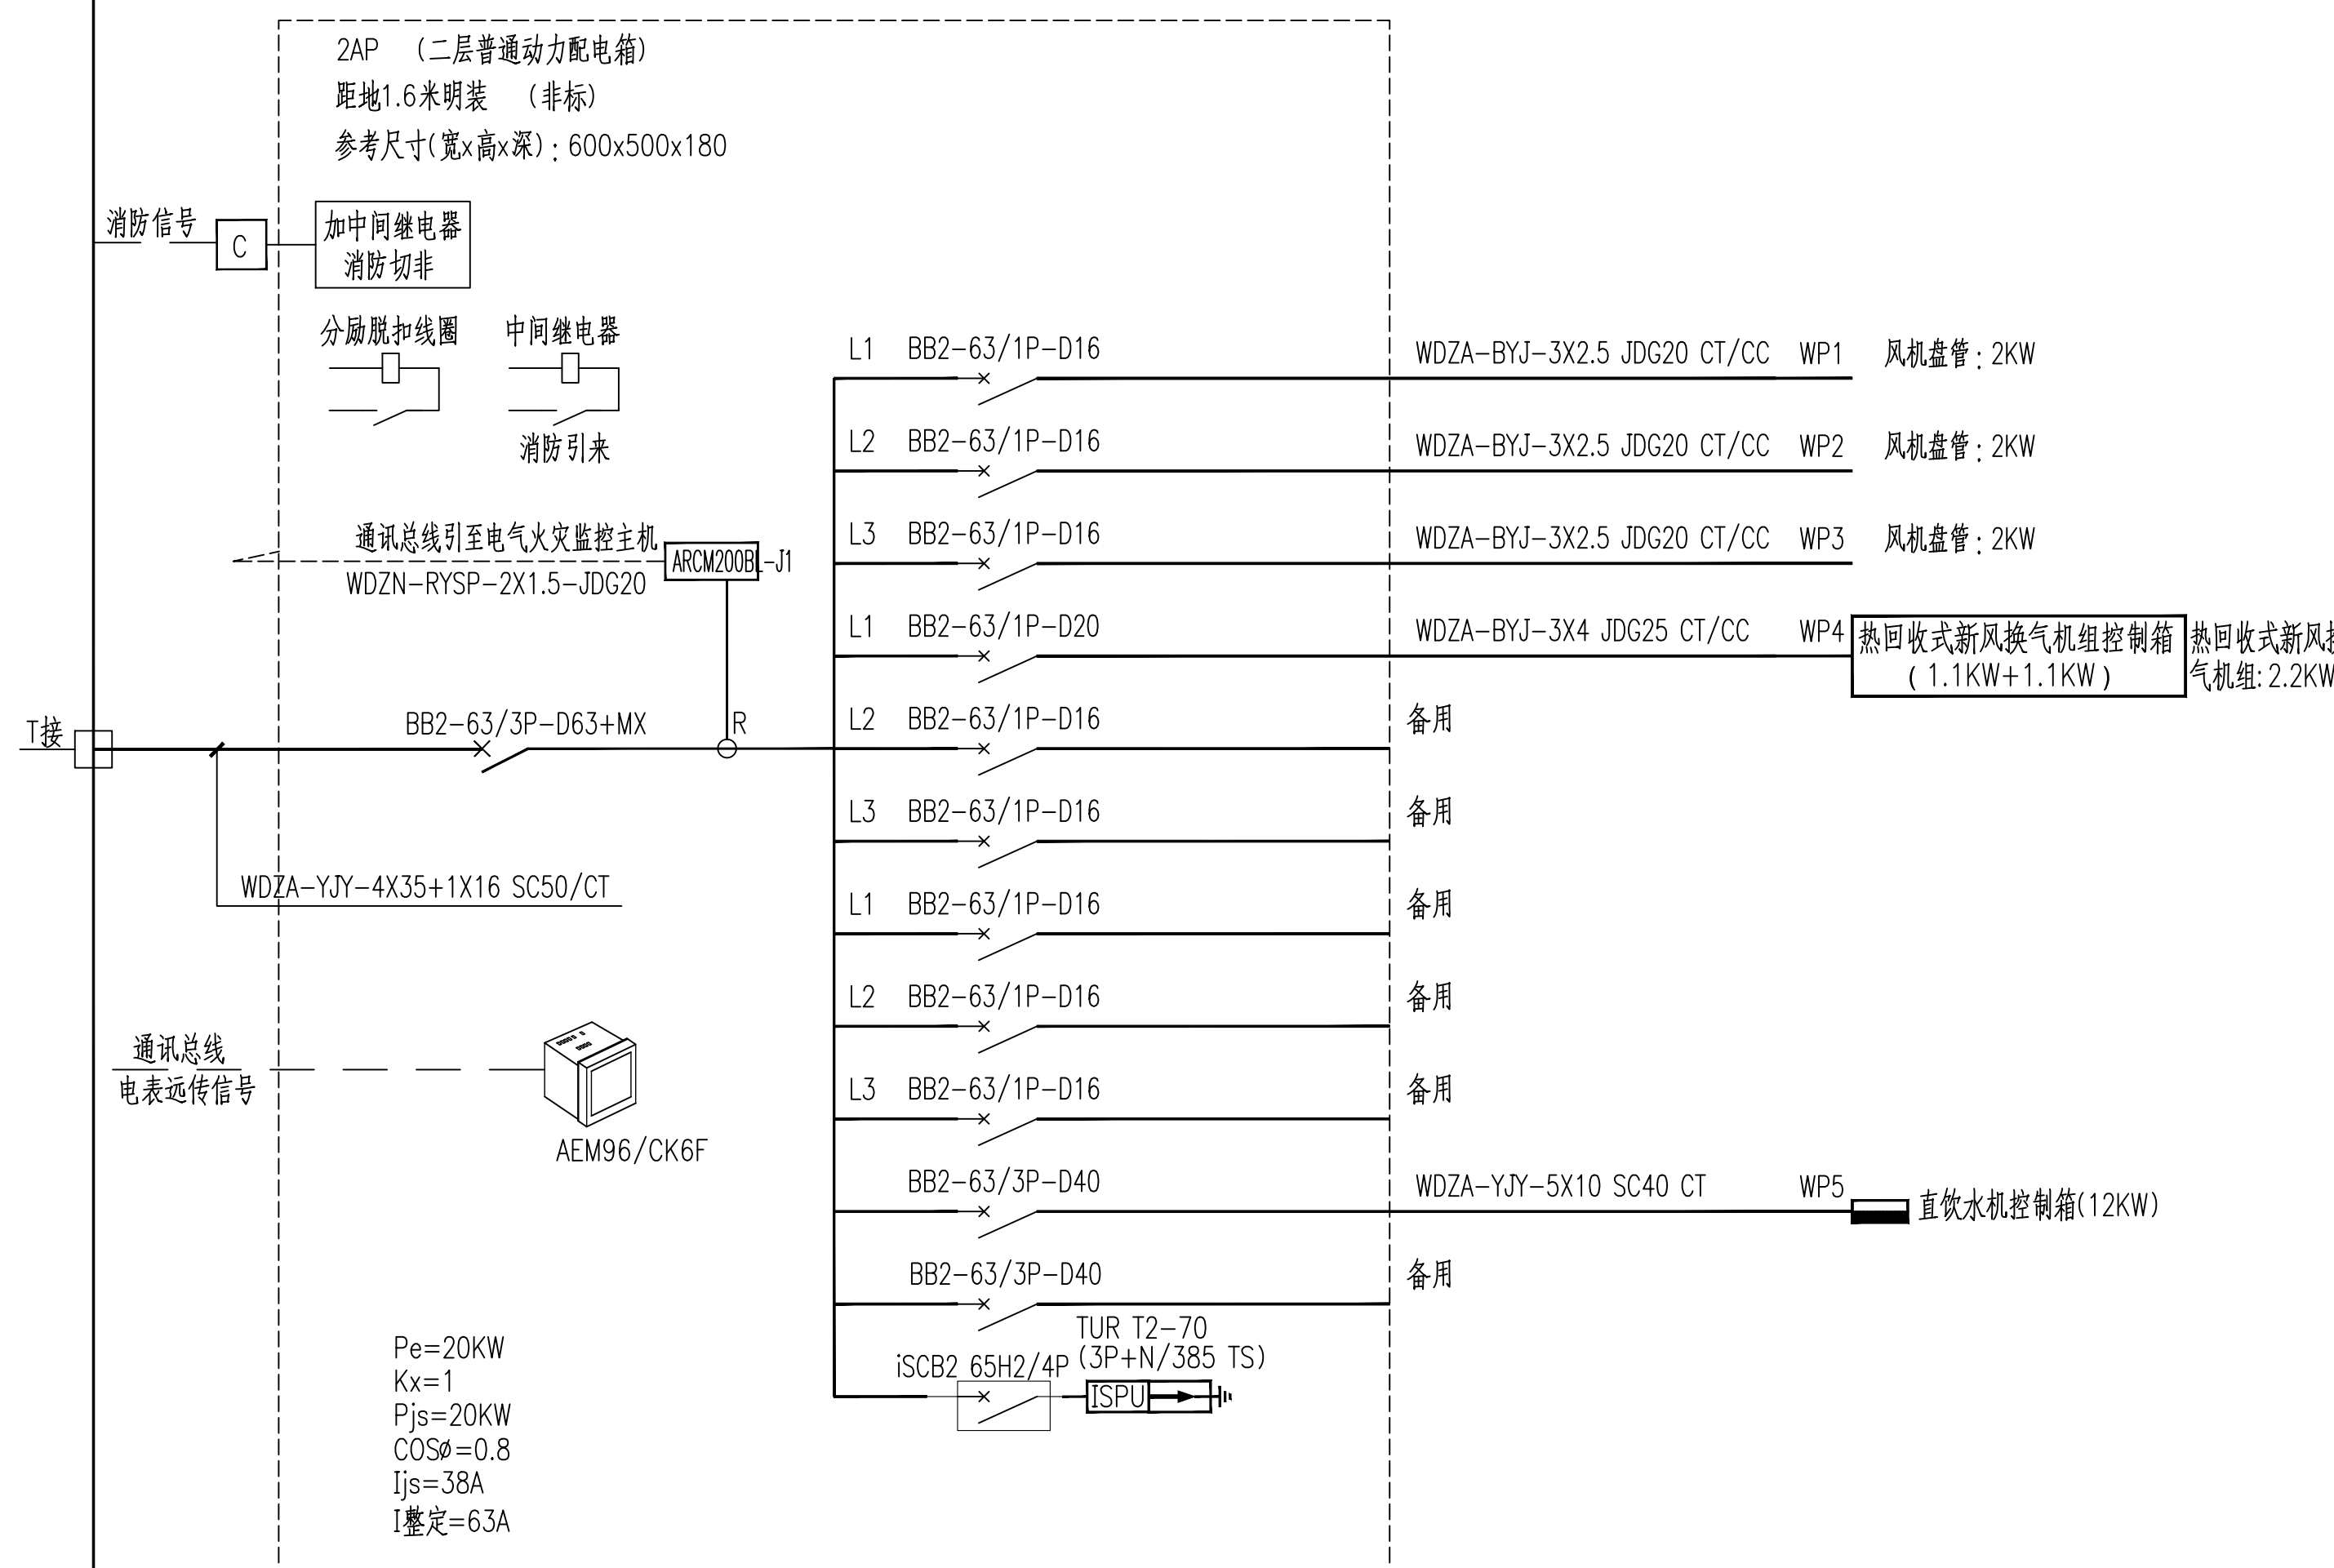 2AP （二层普通动力配电箱）
距地1.6米明装 （非标）
参考尺寸(宽x高x深)：600x500x180
消防信号
C
加中间继电器
消防切非
分励脱扣线圈
中间继电器
消防引来
通讯总线引至电气火灾监控主机
ARCM200BL-J1
WDZN-RYSP-2X1.5-JDG20
T接
BB2-63/3P-D63+MX
R
WDZA-YJY-4X35+1X16 SC50/CT
通讯总线
电表远传信号
AEM96/CK6F
Pe=20KW
Kx=1
Pjs=20KW
COSø=0.8
Ijs=38A
I整定=63A
L1 BB2-63/1P-D16 WDZA-BYJ-3X2.5 JDG20 CT/CC WP1 风机盘管：2KW
L2 BB2-63/1P-D16 WDZA-BYJ-3X2.5 JDG20 CT/CC WP2 风机盘管：2KW
L3 BB2-63/1P-D16 WDZA-BYJ-3X2.5 JDG20 CT/CC WP3 风机盘管：2KW
L1 BB2-63/1P-D20 WDZA-BYJ-3X4 JDG25 CT/CC WP4
热回收式新风换气机组控制箱
（1.1KW+1.1KW）
热回收式新风换
气机组:2.2KW
L2 BB2-63/1P-D16 备用
L3 BB2-63/1P-D16 备用
L1 BB2-63/1P-D16 备用
L2 BB2-63/1P-D16 备用
L3 BB2-63/1P-D16 备用
BB2-63/3P-D40 WDZA-YJY-5X10 SC40 CT WP5 直饮水机控制箱(12KW)
BB2-63/3P-D40 备用
TUR T2-70
(3P+N/385 TS)
iSCB2 65H2/4P
ISPU